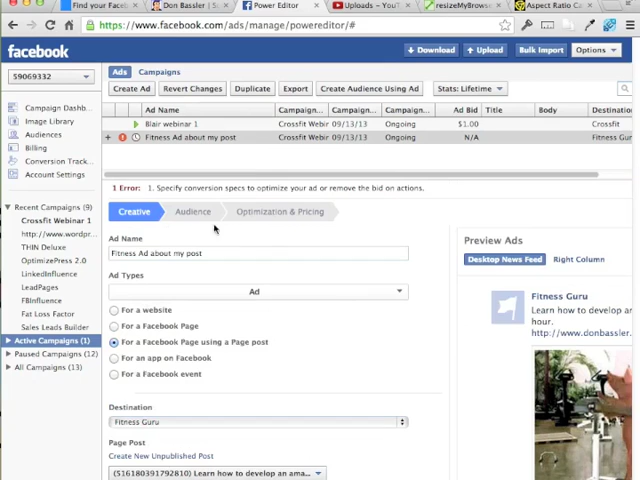 Find your Faceb
Don Bassler -
Power Editor
Uploads – YouT
resizeMyBrows
Aspect Ratio Ca
https://www.facebook.com/ads/manage/powereditor/#
facebook
Download
Upload
Bulk Import
Options
59069332
Ads
Campaigns
Create Ad
Revert Changes
Duplicate
Export
Create Audience Using Ad
Stats: Lifetime
Campaign Dashb...
Image Library
Audiences
Billing
Conversion Track...
Account Settings
Ad Name
Campaign...
Campaign...
Campaign...
Ad Bid
Title
Body
Destination
Blair webinar 1
Crossfit Webir
09/13/13
Ongoing
$1.00
Crossfit
Fitness Ad about my post
Crossfit Webir
09/13/13
Ongoing
N/A
Fitness Gur
1 Error: 1. Specify conversion specs to optimize your ad or remove the bid on actions.
Recent Campaigns (9)
Crossfit Webinar 1
http://www.wordpr...
THIN Deluxe
OptimizePress 2.0
LinkedInfluence
LeadPages
FBInfluence
Fat Loss Factor
Sales Leads Builder
Active Campaigns (1)
Paused Campaigns (12)
All Campaigns (13)
Creative
Audience
Optimization & Pricing
Ad Name
Fitness Ad about my post
Ad Types
Ad
For a website
For a Facebook Page
For a Facebook Page using a Page post
For an app on Facebook
For a Facebook event
Destination
Fitness Guru
Page Post
Create New Unpublished Post
(516180391792810) Learn how to develop an ama...
Preview Ads
Desktop News Feed
Right Column
Fitness Guru
Learn how to develop an
hour.
http://www.donbassler.